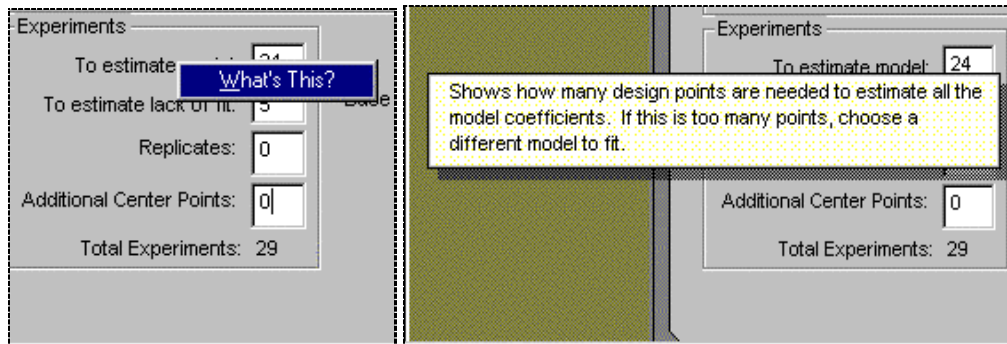 Experiments
To estimate
What's This?
To estimate lack of fit: 5
Base
Replicates: 0
Additional Center Points: 0
Total Experiments: 29
Experiments
To estimate model: 24
Shows how many design points are needed to estimate all the
model coefficients. If this is too many points, choose a
different model to fit.
Additional Center Points: 0
Total Experiments: 29